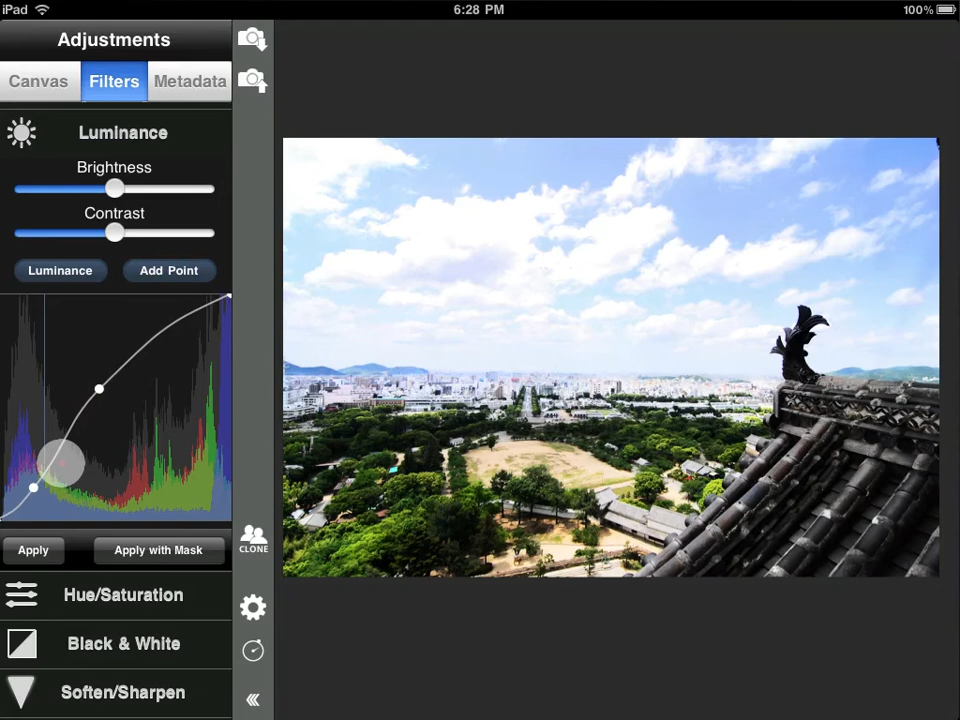 iPad 6:28 PM 100%
Adjustments
Canvas Filters Metadata
Luminance
Brightness
Contrast
Luminance Add Point
Apply Apply with Mask
CLONE
Hue/Saturation
Black & White
Soften/Sharpen